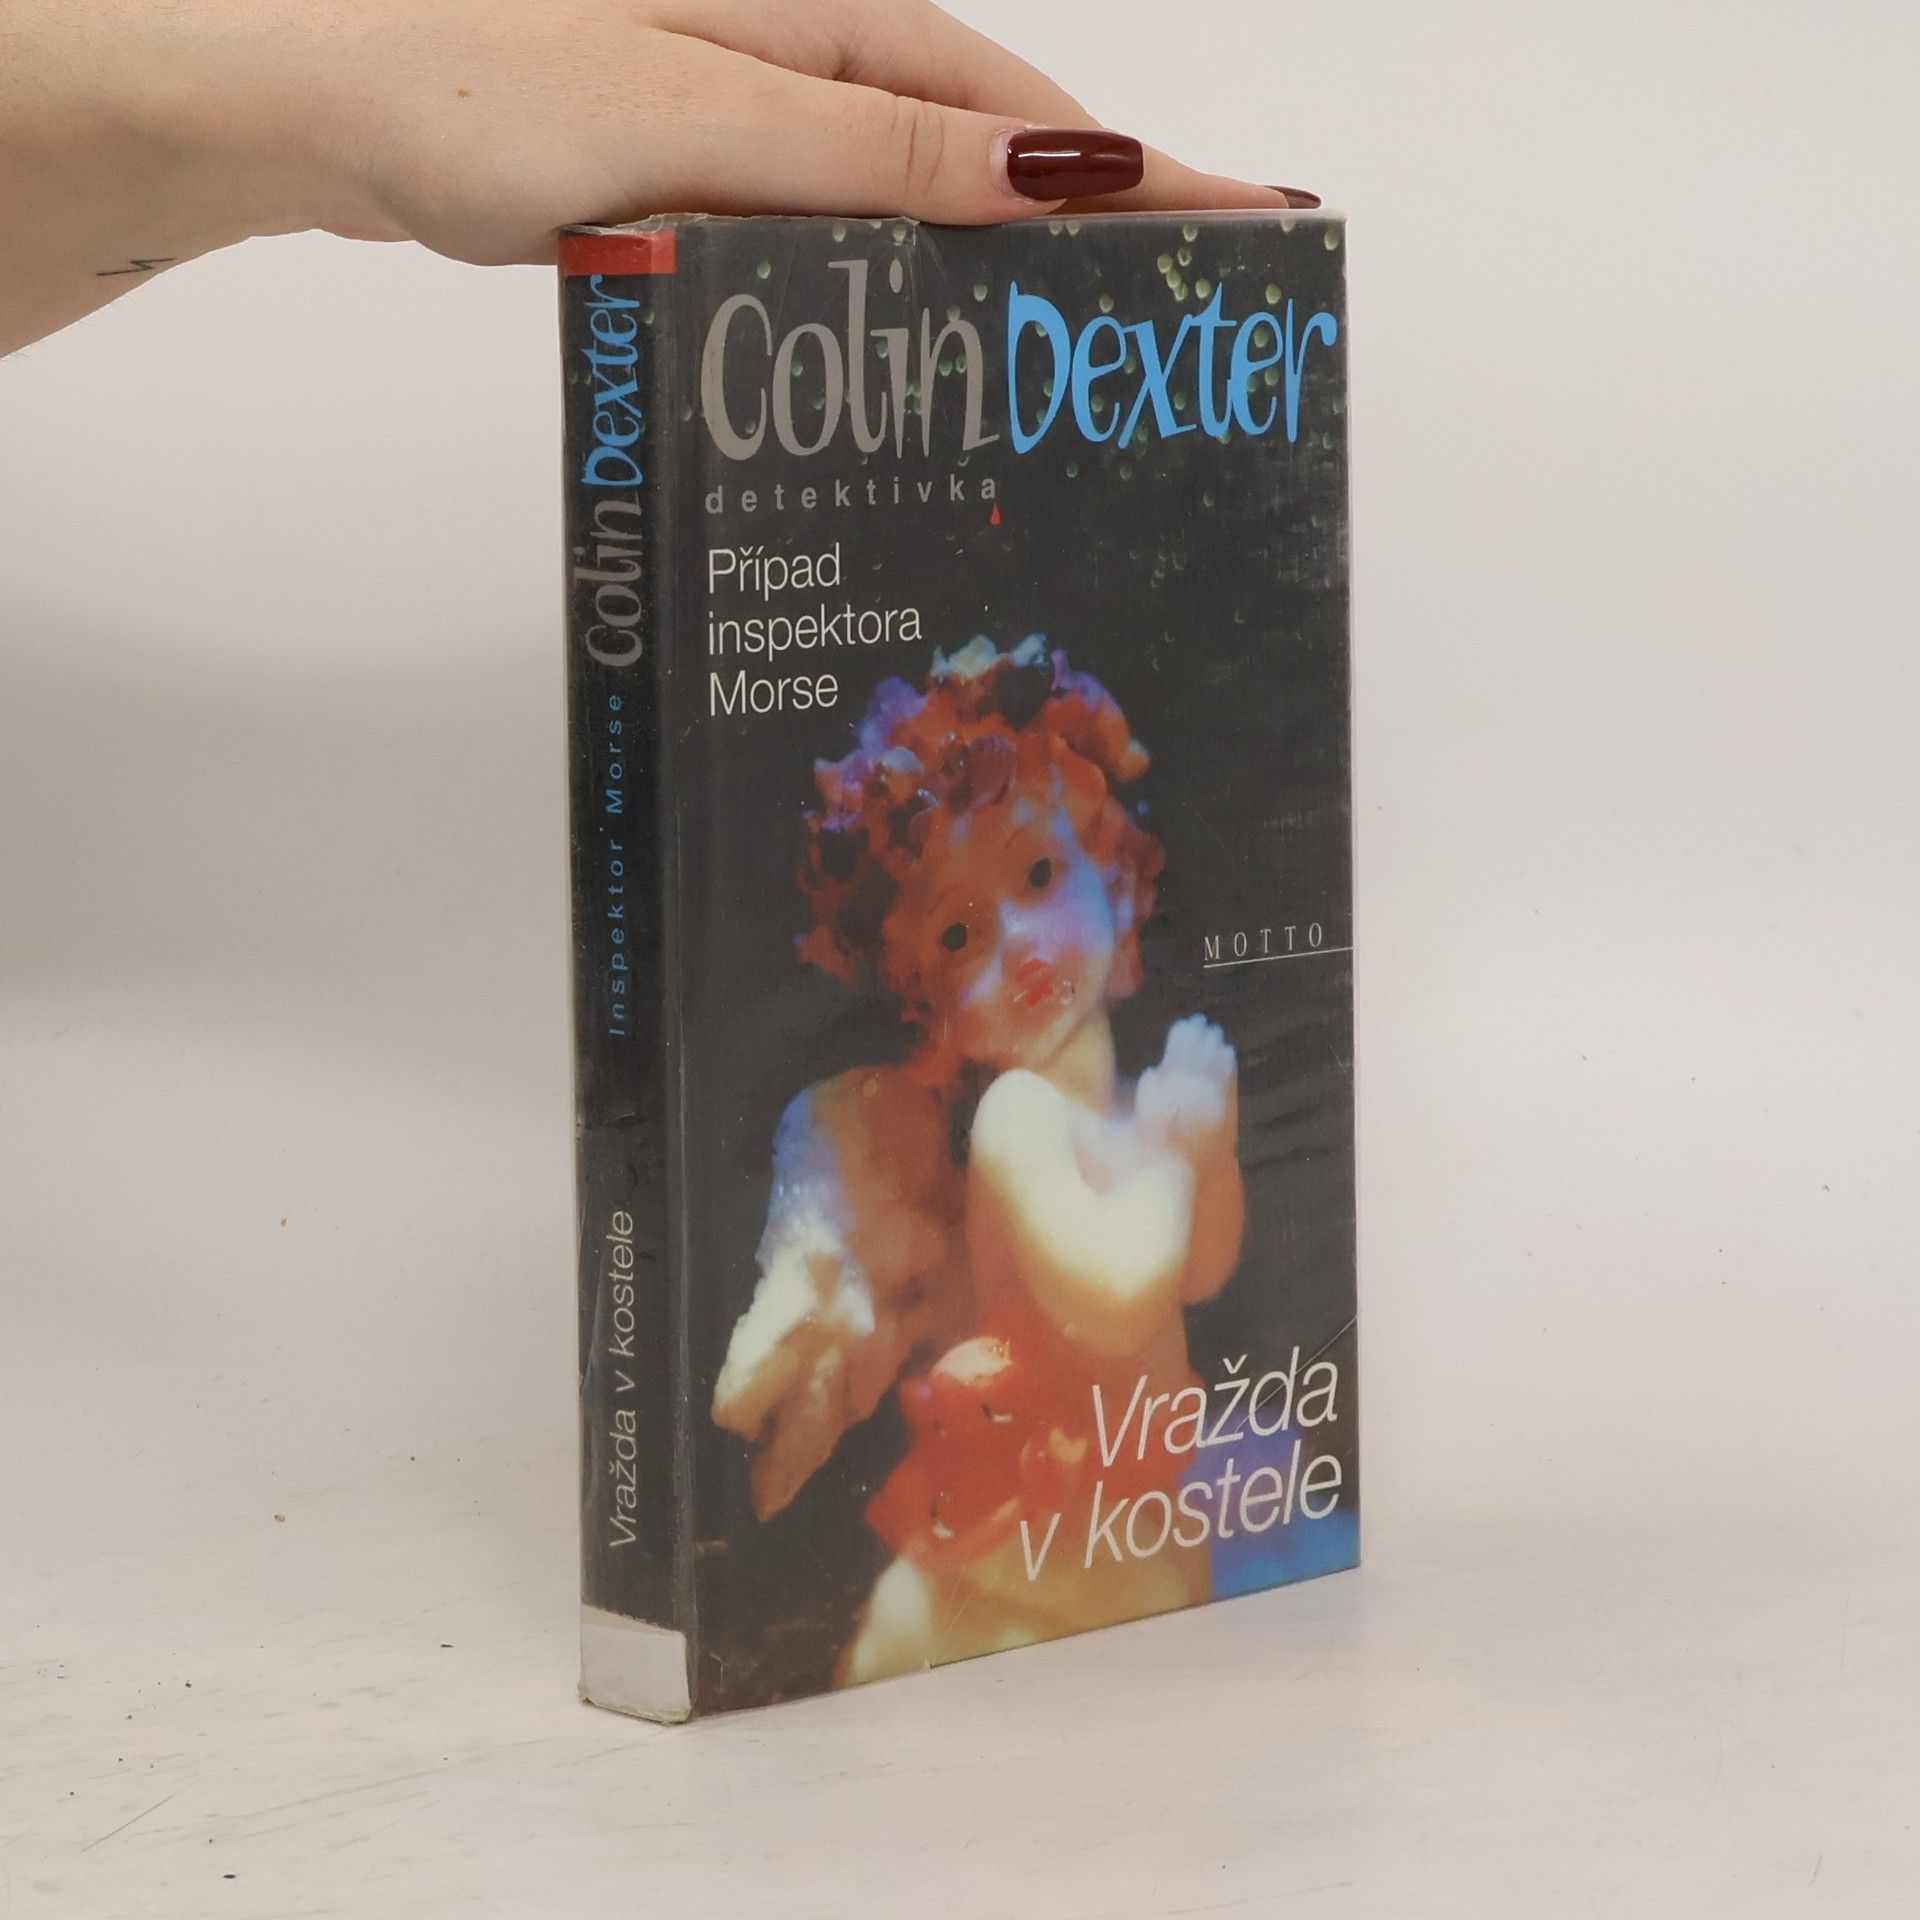 Colin Dexter
detektivka
Případ
inspektora
Morse
MOTTO
Vražda
v kostele
Vražda v kostele Inspektor Morse Colin Dexter